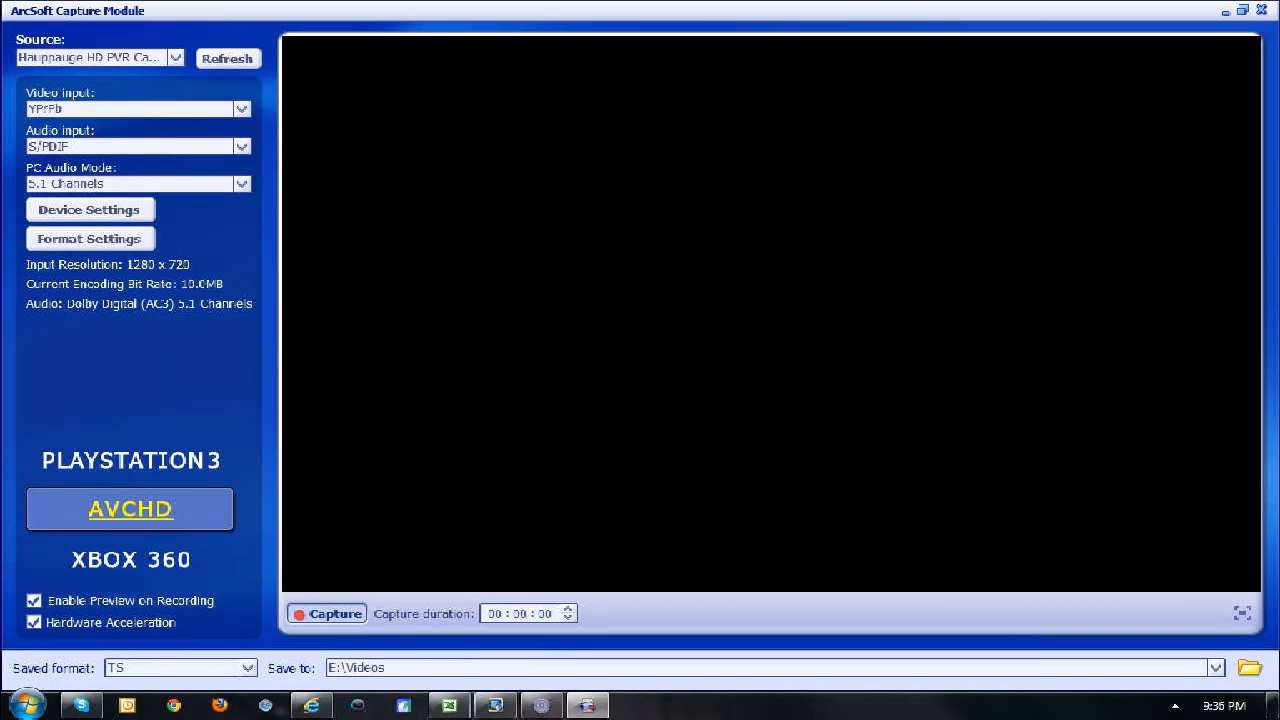 ArcSoft Capture Module
Source:
Hauppauge HD PVR Ca...
Refresh
Video input:
YPrPb
Audio input:
S/PDIF
PC Audio Mode:
5.1 Channels
Device Settings
Format Settings
Input Resolution: 1280 x 720
Current Encoding Bit Rate: 10.0MB
Audio: Dolby Digital (AC3) 5.1 Channels
PLAYSTATION3
AVCHD
XBOX 360
Enable Preview on Recording
Hardware Acceleration
Capture
Capture duration:
00 : 00 : 00
Saved format:
TS
Save to:
E:\Videos
9:36 PM